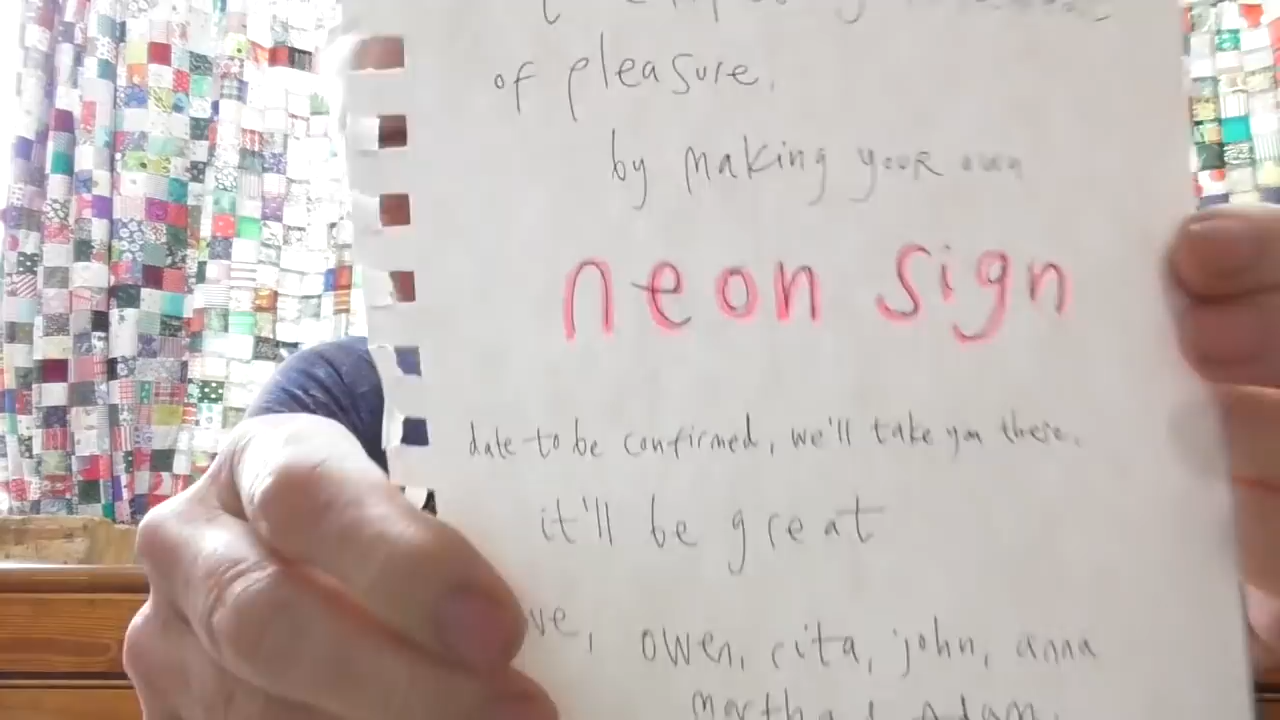 of pleasure.
by making your own
neon sign
date to be confirmed, we'll take you there.
it'll be great
owen, rita, john, anna